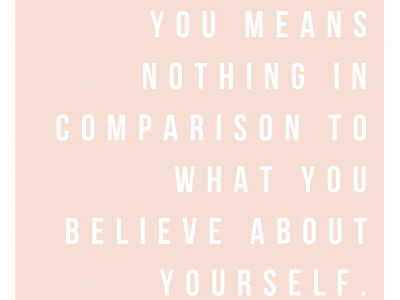 YOU MEANS
NOTHING IN
COMPARISON TO
WHAT YOU
BELIEVE ABOUT
YOURSELF.